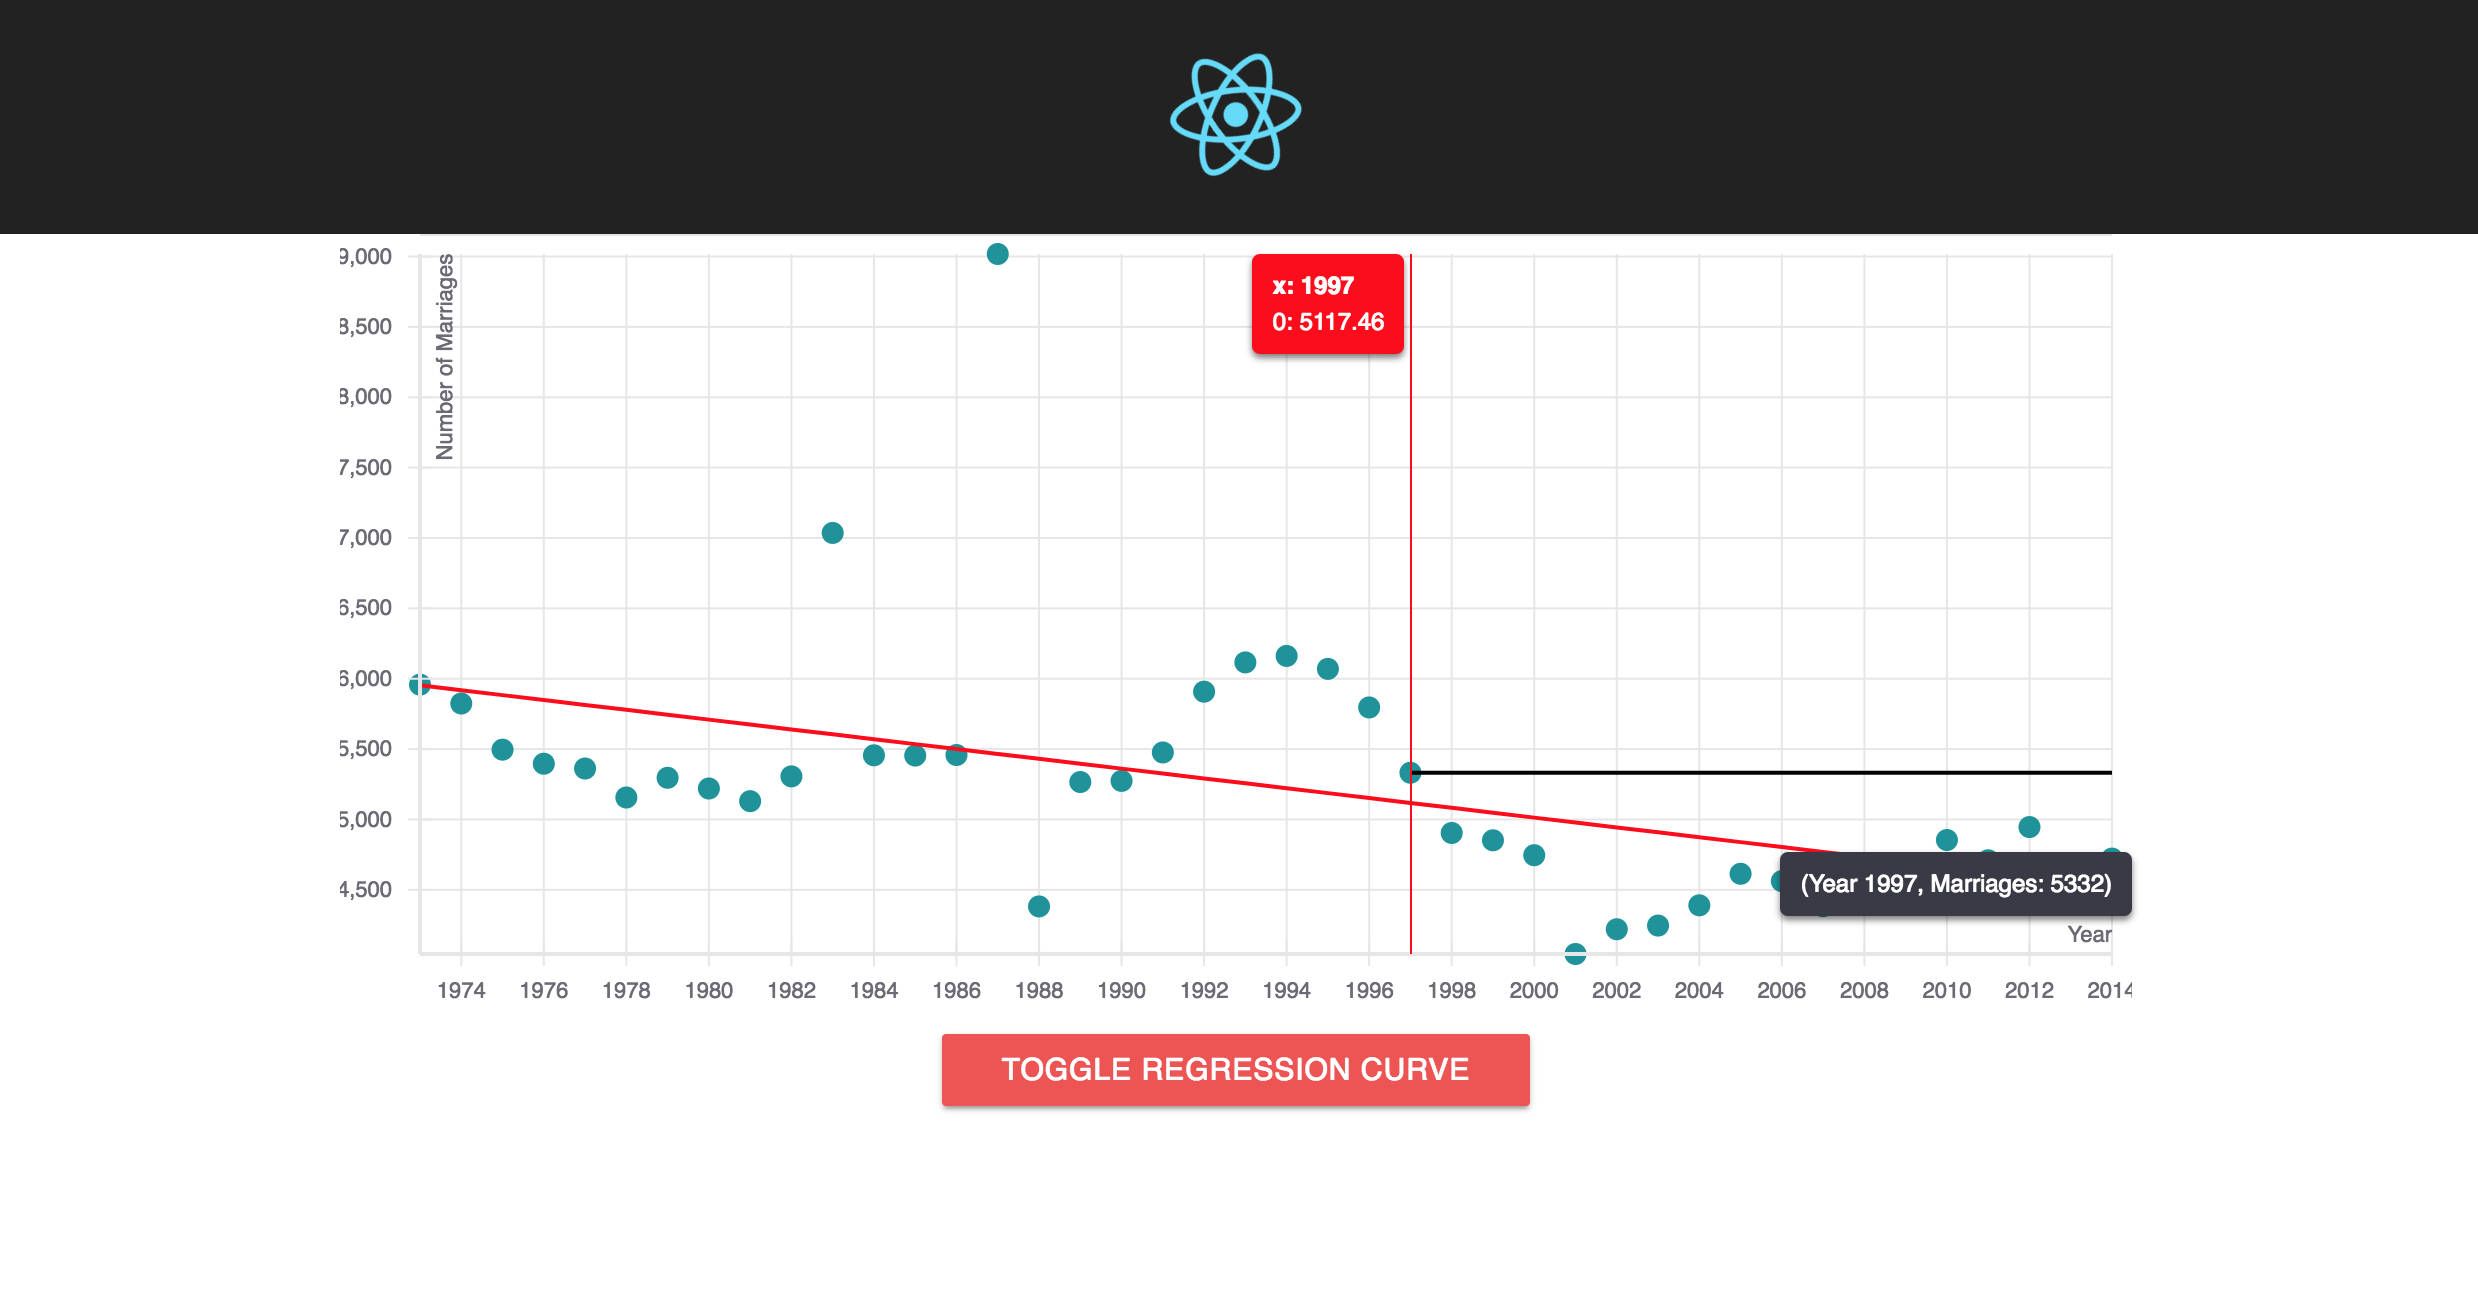 9,000
8,500
8,000
7,500
7,000
6,500
6,000
5,500
5,000
4,500
Number of Marriages
x: 1997
0: 5117.46
(Year 1997, Marriages: 5332)
Year
1974 1976 1978 1980 1982 1984 1986 1988 1990 1992 1994 1996 1998 2000 2002 2004 2006 2008 2010 2012 2014
TOGGLE REGRESSION CURVE